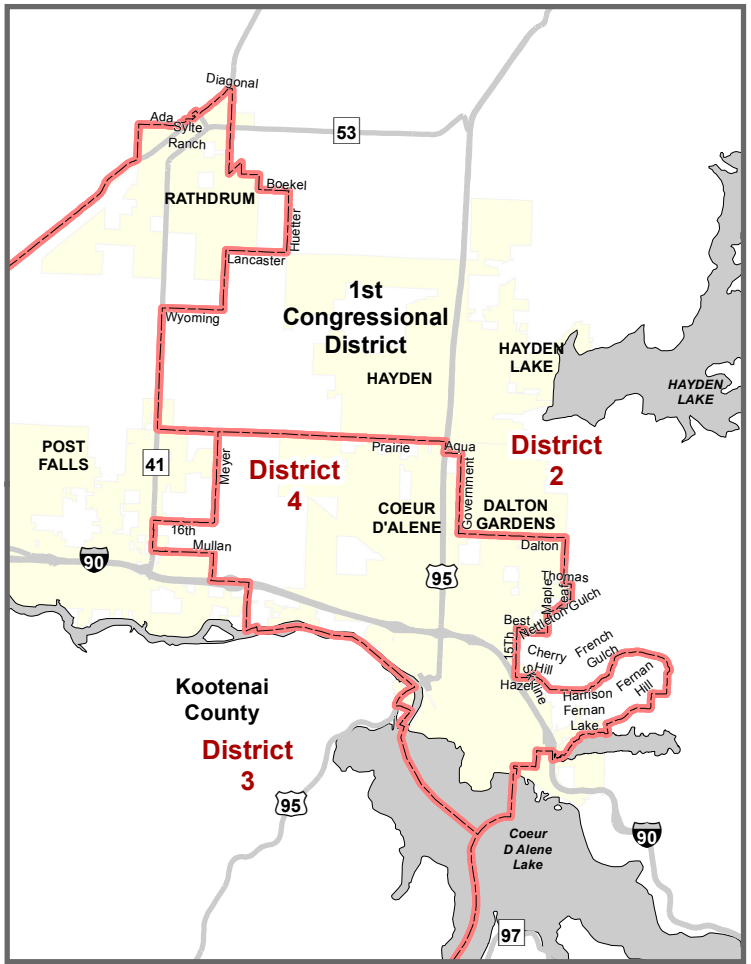 Diagonal
Ada
Sylte
Ranch
53
Boekel
RATHDRUM
Huetter
Lancaster
1st
Congressional
District
Wyoming
HAYDEN
LAKE
HAYDEN
HAYDEN
LAKE
POST
FALLS
41
Meyer
Prairie
Aqua
District
2
District
4
Government
COEUR
D'ALENE
DALTON
GARDENS
16th
Mullan
Dalton
90
95
Thomas
Maple
Leaf
Nettleton Gulch
Best
15Th
Cherry
Hill
French
Gulch
Hazel
Skyline
Harrison
Fernan
Hill
Fernan
Lake
Kootenai
County
District
3
95
Coeur
D Alene
Lake
90
97